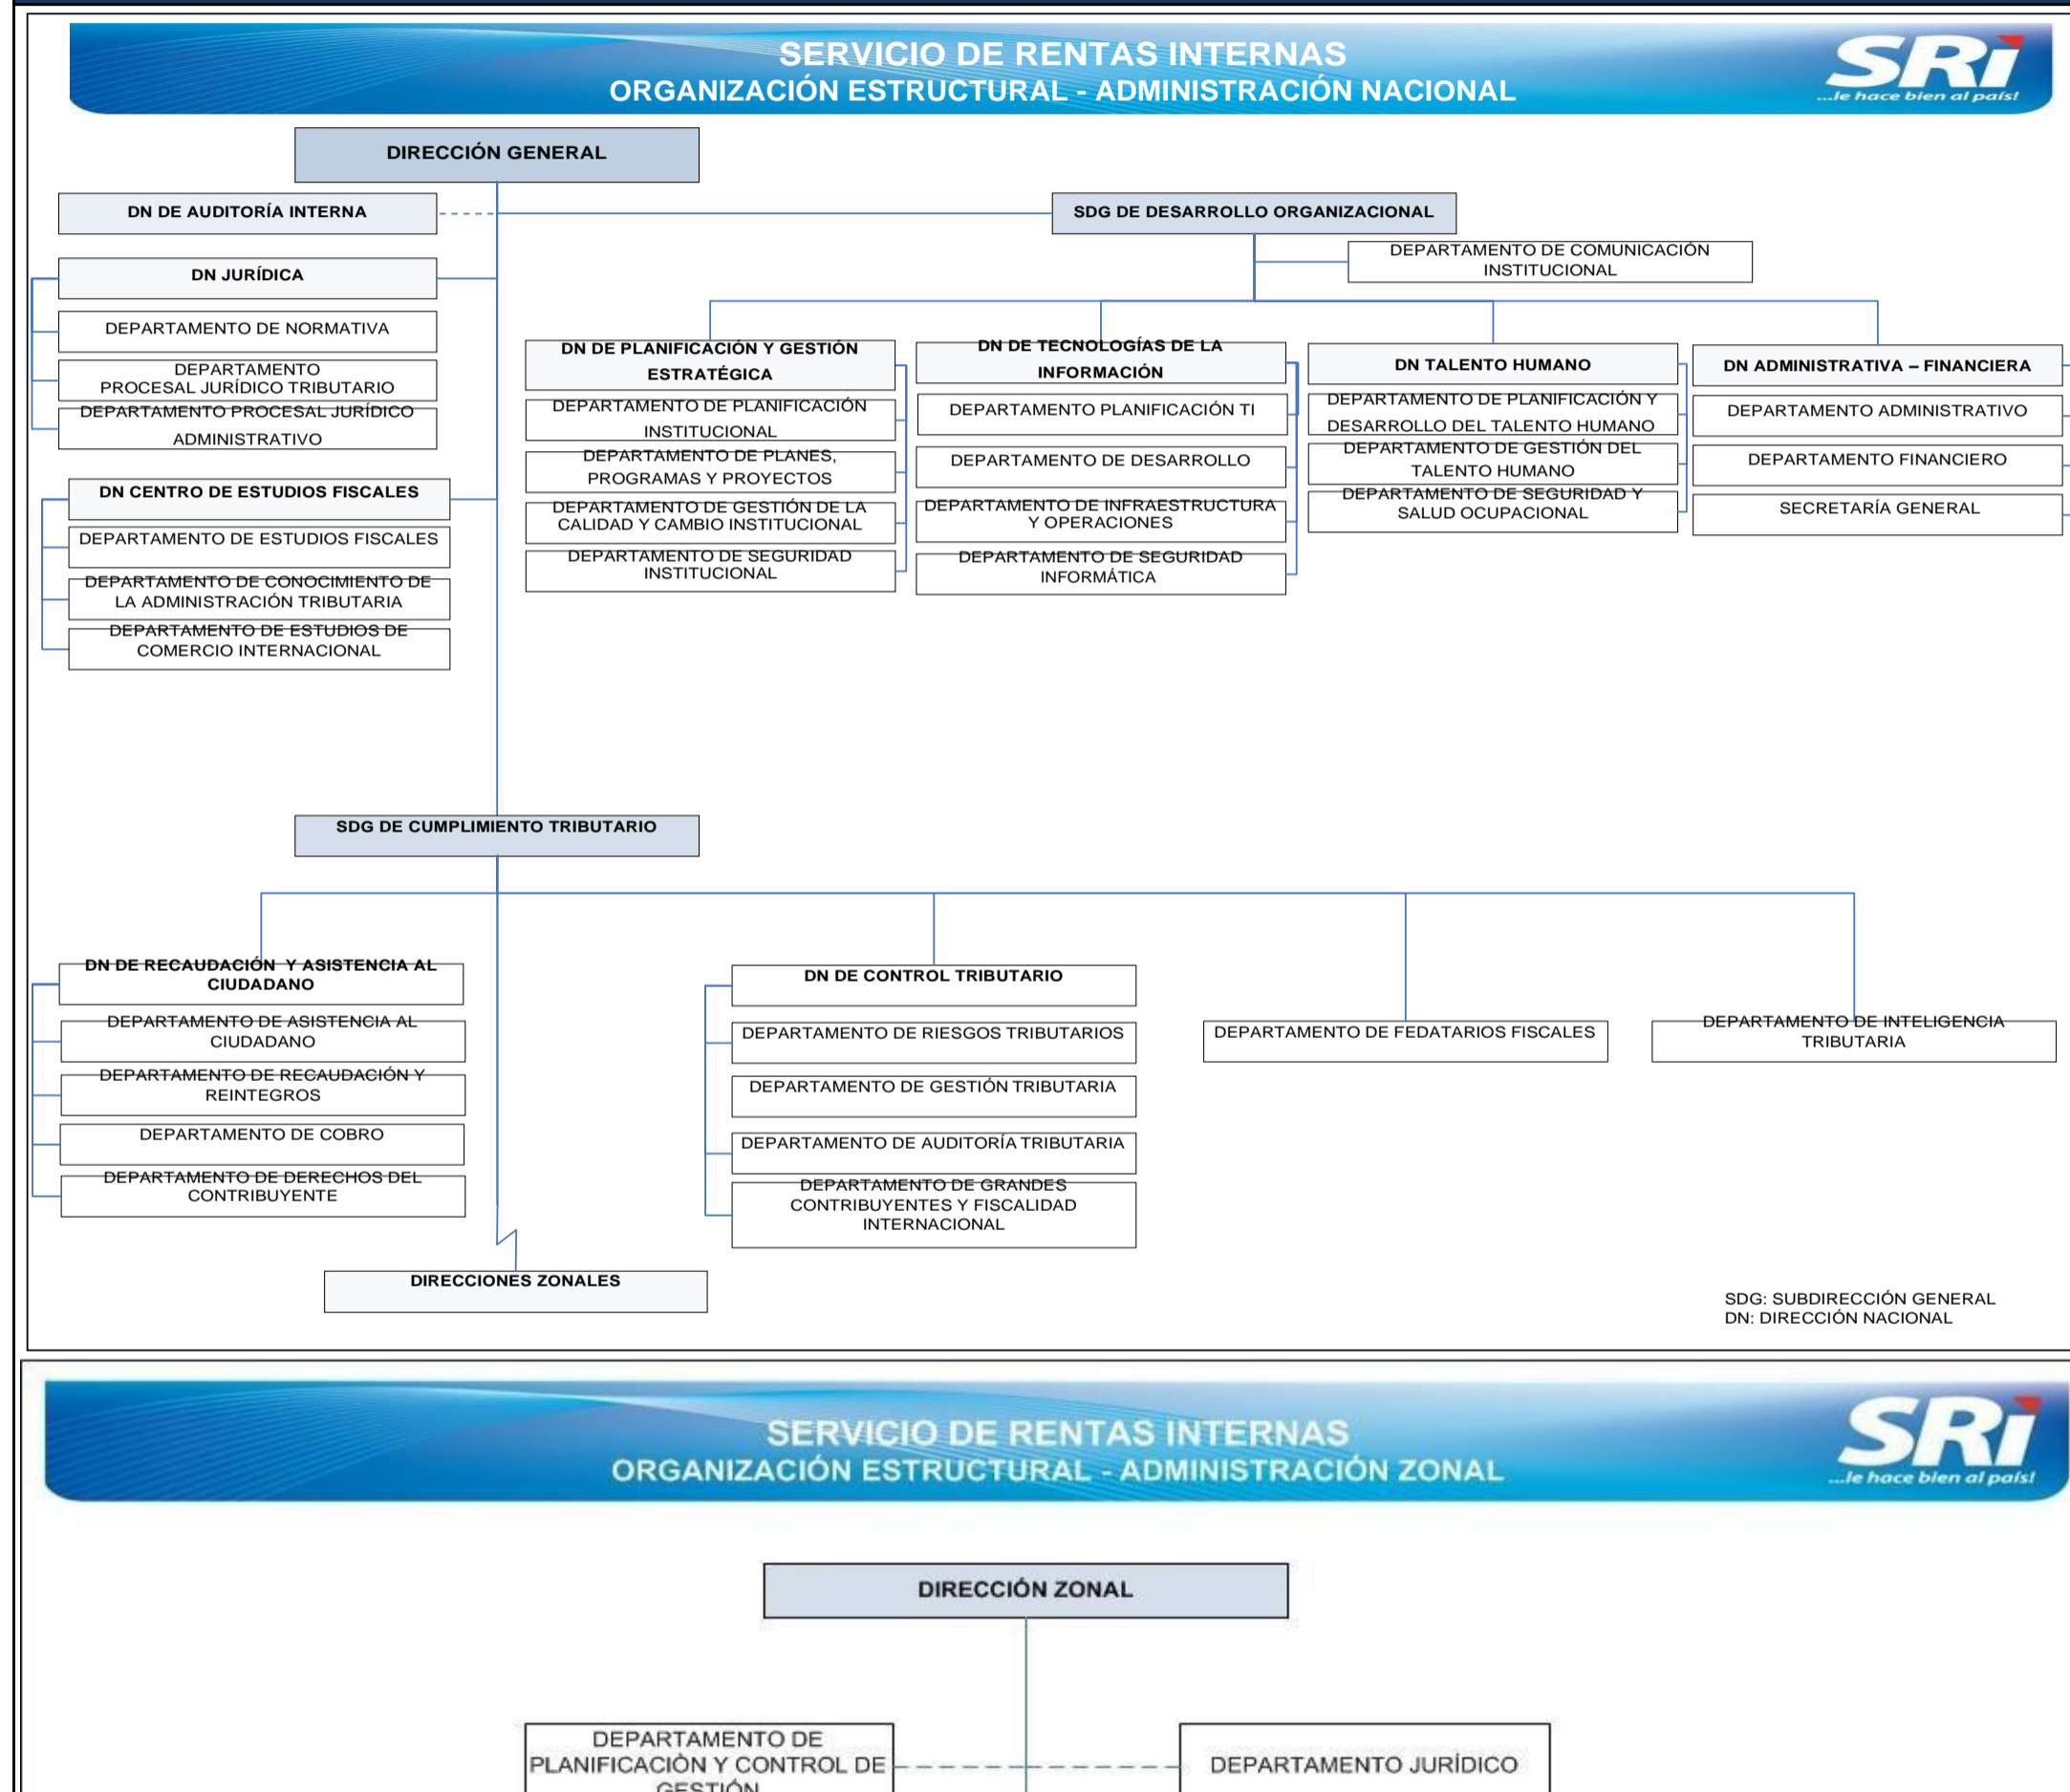 SERVICIO DE RENTAS INTERNAS
ORGANIZACIÓN ESTRUCTURAL - ADMINISTRACIÓN NACIONAL
SRi
...le hace bien al país!
DIRECCIÓN GENERAL
DN DE AUDITORÍA INTERNA
SDG DE DESARROLLO ORGANIZACIONAL
DEPARTAMENTO DE COMUNICACIÓN
INSTITUCIONAL
DN JURÍDICA
DEPARTAMENTO DE NORMATIVA
DEPARTAMENTO
PROCESAL JURÍDICO TRIBUTARIO
DEPARTAMENTO PROCESAL JURÍDICO
ADMINISTRATIVO
DN CENTRO DE ESTUDIOS FISCALES
DEPARTAMENTO DE ESTUDIOS FISCALES
DEPARTAMENTO DE CONOCIMIENTO DE
LA ADMINISTRACIÓN TRIBUTARIA
DEPARTAMENTO DE ESTUDIOS DE
COMERCIO INTERNACIONAL
DN DE PLANIFICACIÓN Y GESTIÓN
ESTRATÉGICA
DEPARTAMENTO DE PLANIFICACIÓN
INSTITUCIONAL
DEPARTAMENTO DE PLANES,
PROGRAMAS Y PROYECTOS
DEPARTAMENTO DE GESTIÓN DE LA
CALIDAD Y CAMBIO INSTITUCIONAL
DEPARTAMENTO DE SEGURIDAD
INSTITUCIONAL
DN DE TECNOLOGÍAS DE LA
INFORMACIÓN
DEPARTAMENTO PLANIFICACIÓN TI
DEPARTAMENTO DE DESARROLLO
DEPARTAMENTO DE INFRAESTRUCTURA
Y OPERACIONES
DEPARTAMENTO DE SEGURIDAD
INFORMÁTICA
DN TALENTO HUMANO
DEPARTAMENTO DE PLANIFICACIÓN Y
DESARROLLO DEL TALENTO HUMANO
DEPARTAMENTO DE GESTIÓN DEL
TALENTO HUMANO
DEPARTAMENTO DE SEGURIDAD Y
SALUD OCUPACIONAL
DN ADMINISTRATIVA – FINANCIERA
DEPARTAMENTO ADMINISTRATIVO
DEPARTAMENTO FINANCIERO
SECRETARÍA GENERAL
SDG DE CUMPLIMIENTO TRIBUTARIO
DN DE RECAUDACIÓN Y ASISTENCIA AL
CIUDADANO
DEPARTAMENTO DE ASISTENCIA AL
CIUDADANO
DEPARTAMENTO DE RECAUDACIÓN Y
REINTEGROS
DEPARTAMENTO DE COBRO
DEPARTAMENTO DE DERECHOS DEL
CONTRIBUYENTE
DN DE CONTROL TRIBUTARIO
DEPARTAMENTO DE RIESGOS TRIBUTARIOS
DEPARTAMENTO DE GESTIÓN TRIBUTARIA
DEPARTAMENTO DE AUDITORÍA TRIBUTARIA
DEPARTAMENTO DE GRANDES
CONTRIBUYENTES Y FISCALIDAD
INTERNACIONAL
DEPARTAMENTO DE FEDATARIOS FISCALES
DEPARTAMENTO DE INTELIGENCIA
TRIBUTARIA
DIRECCIONES ZONALES
SDG: SUBDIRECCIÓN GENERAL
DN: DIRECCIÓN NACIONAL
SERVICIO DE RENTAS INTERNAS
ORGANIZACIÓN ESTRUCTURAL - ADMINISTRACIÓN ZONAL
SRi
...le hace bien al país!
DIRECCIÓN ZONAL
DEPARTAMENTO DE
PLANIFICACIÓN Y CONTROL DE
GESTIÓN
DEPARTAMENTO JURÍDICO